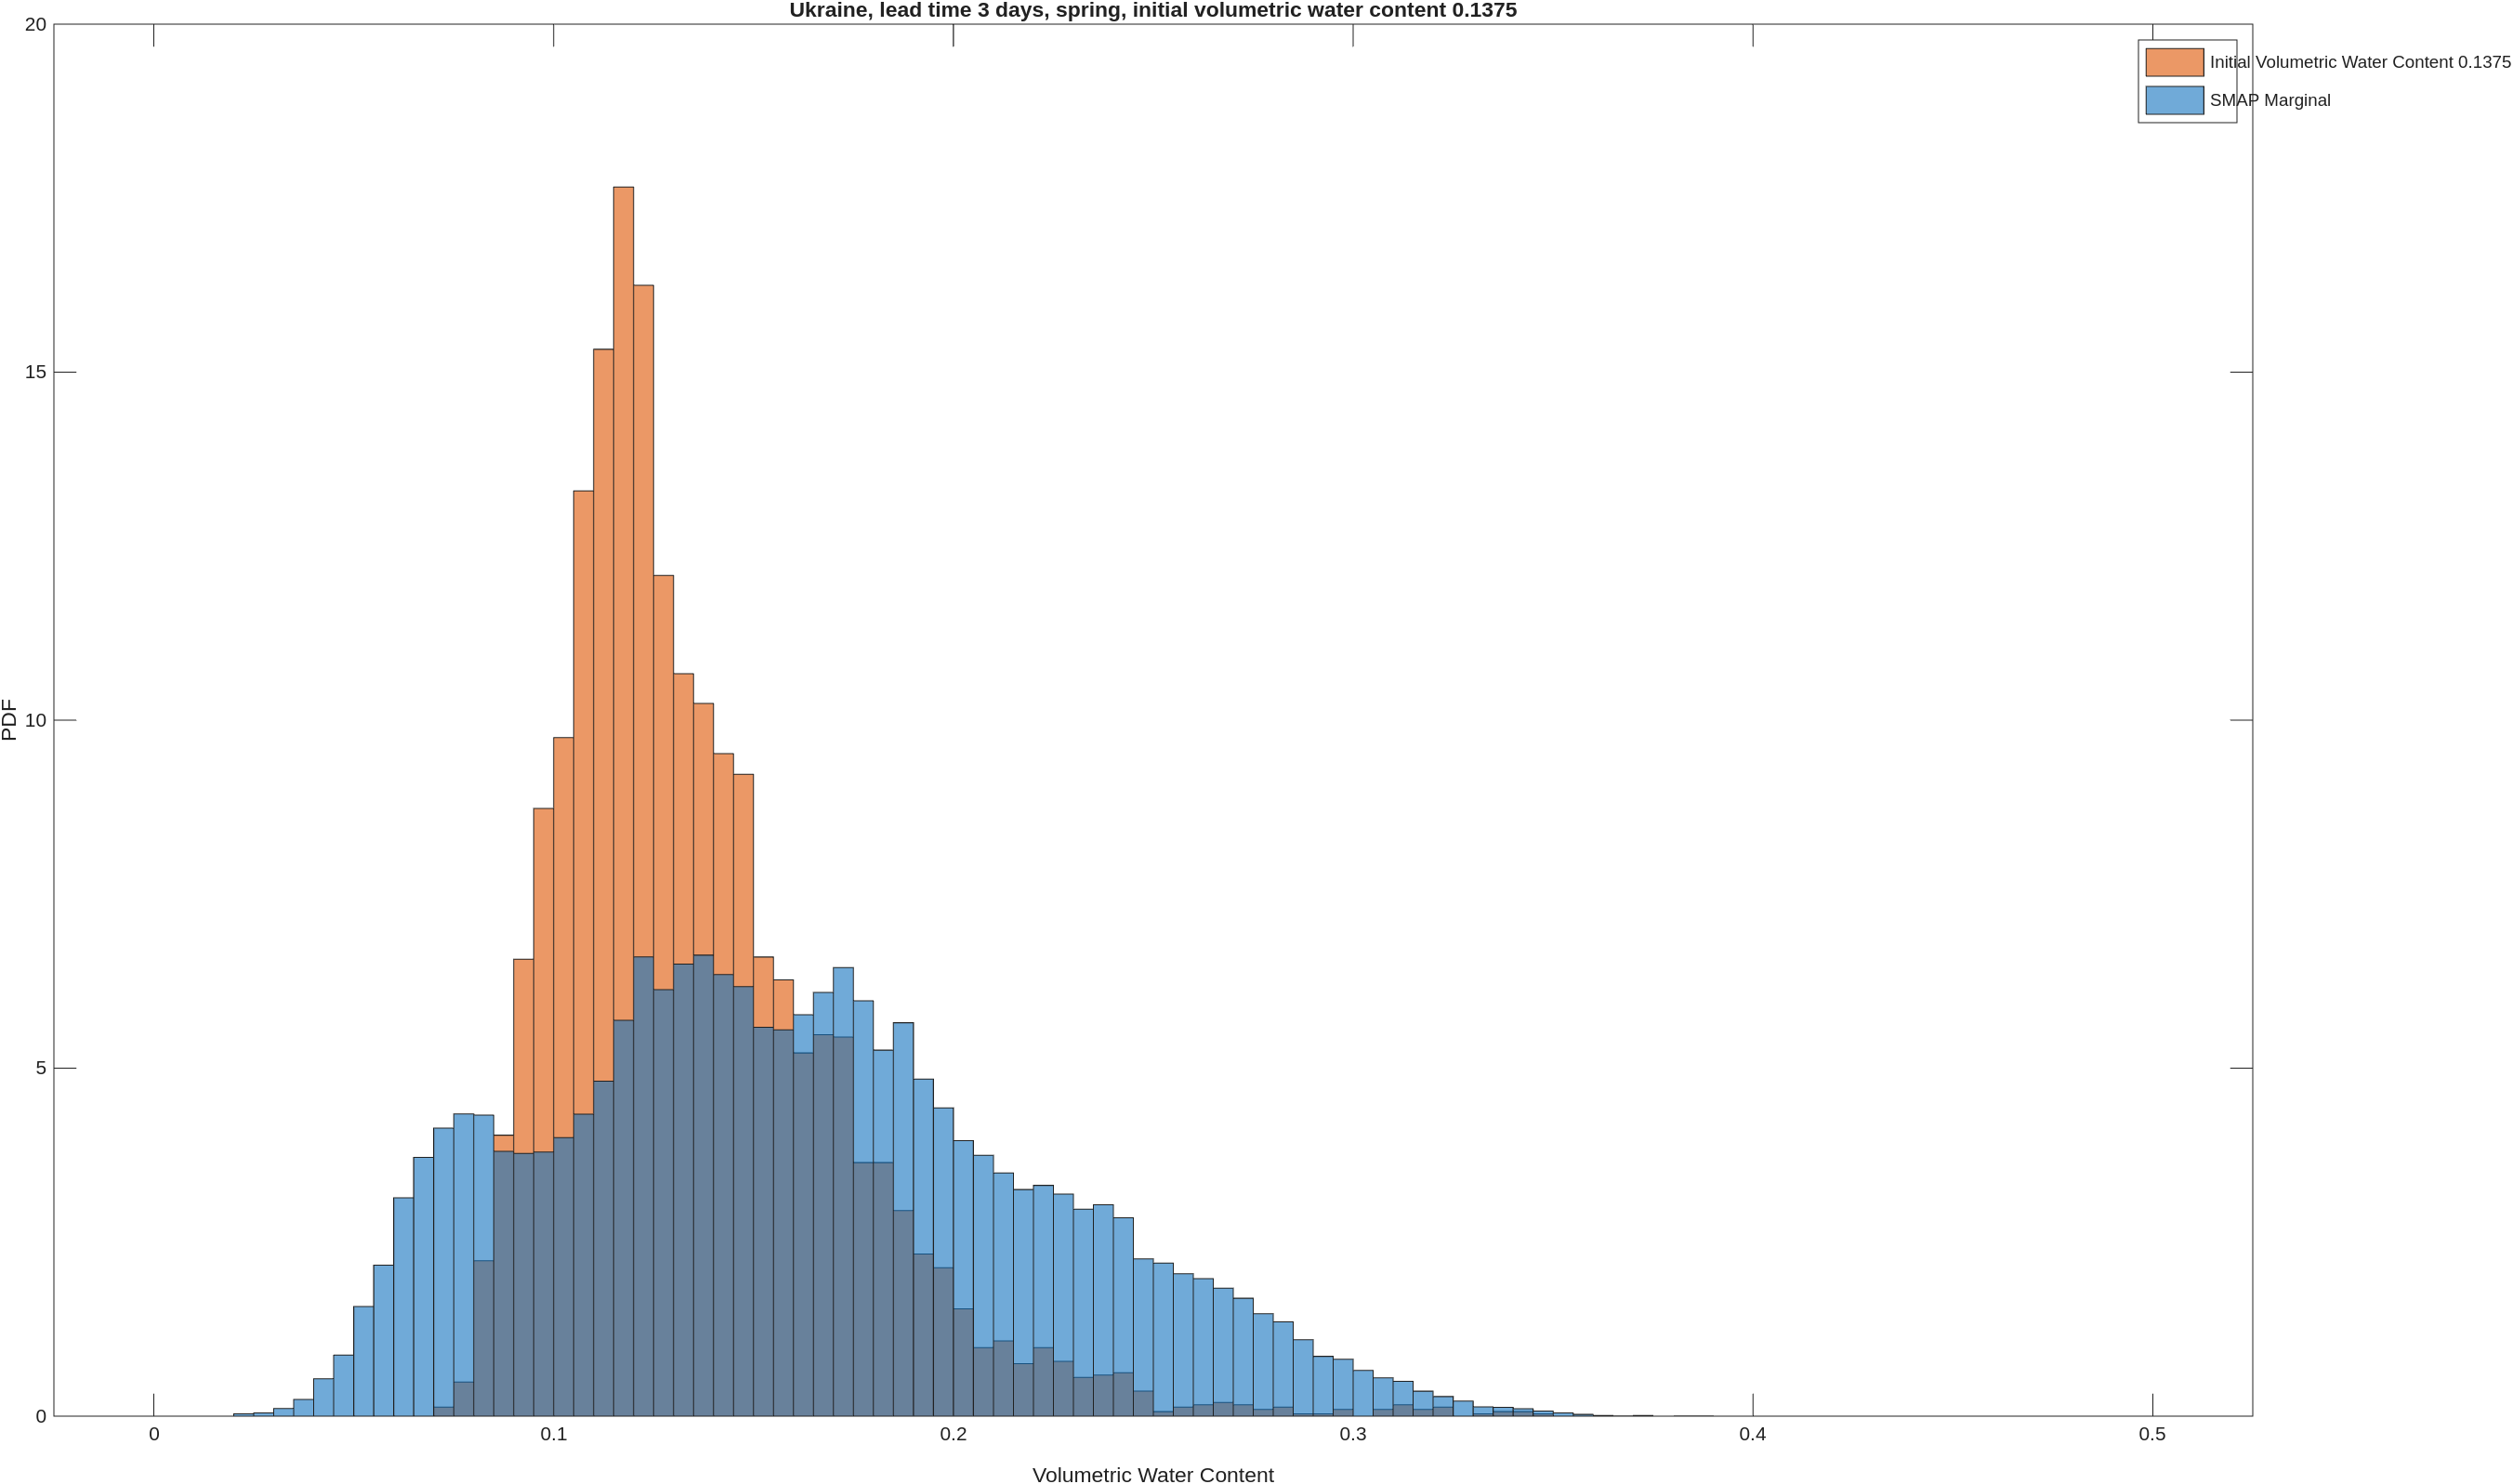 Ukraine, lead time 3 days, spring, initial volumetric water content 0.1375
20
15
10
5
0
PDF
Initial Volumetric Water Content 0.1375
SMAP Marginal
0 0.1 0.2 0.3 0.4 0.5
Volumetric Water Content